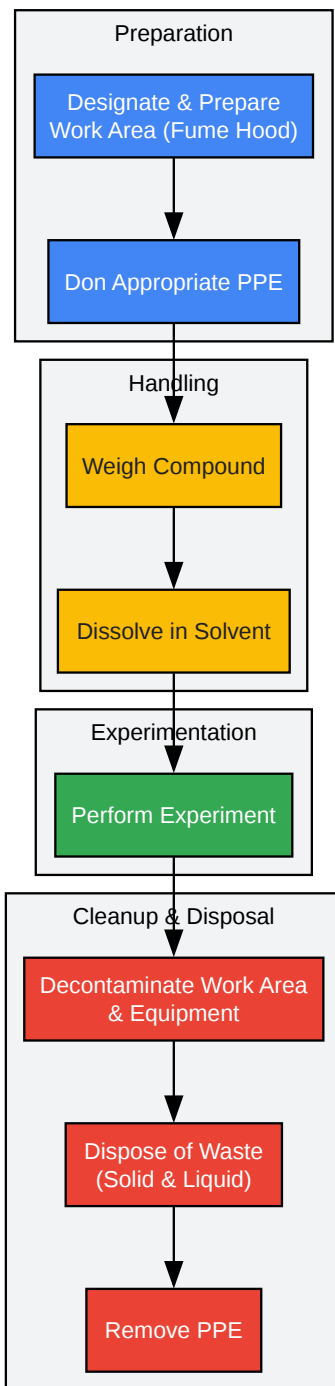 Preparation
Designate & Prepare
Work Area (Fume Hood)
Don Appropriate PPE
Handling
Weigh Compound
Dissolve in Solvent
Experimentation
Perform Experiment
Cleanup & Disposal
Decontaminate Work Area
& Equipment
Dispose of Waste
(Solid & Liquid)
Remove PPE